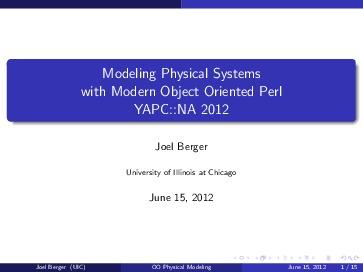 Modeling Physical Systems
with Modern Object Oriented Perl
YAPC::NA 2012
Joel Berger
University of Illinois at Chicago
June 15, 2012
Joel Berger (UIC) OO Physical Modeling June 15, 2012 1 / 15